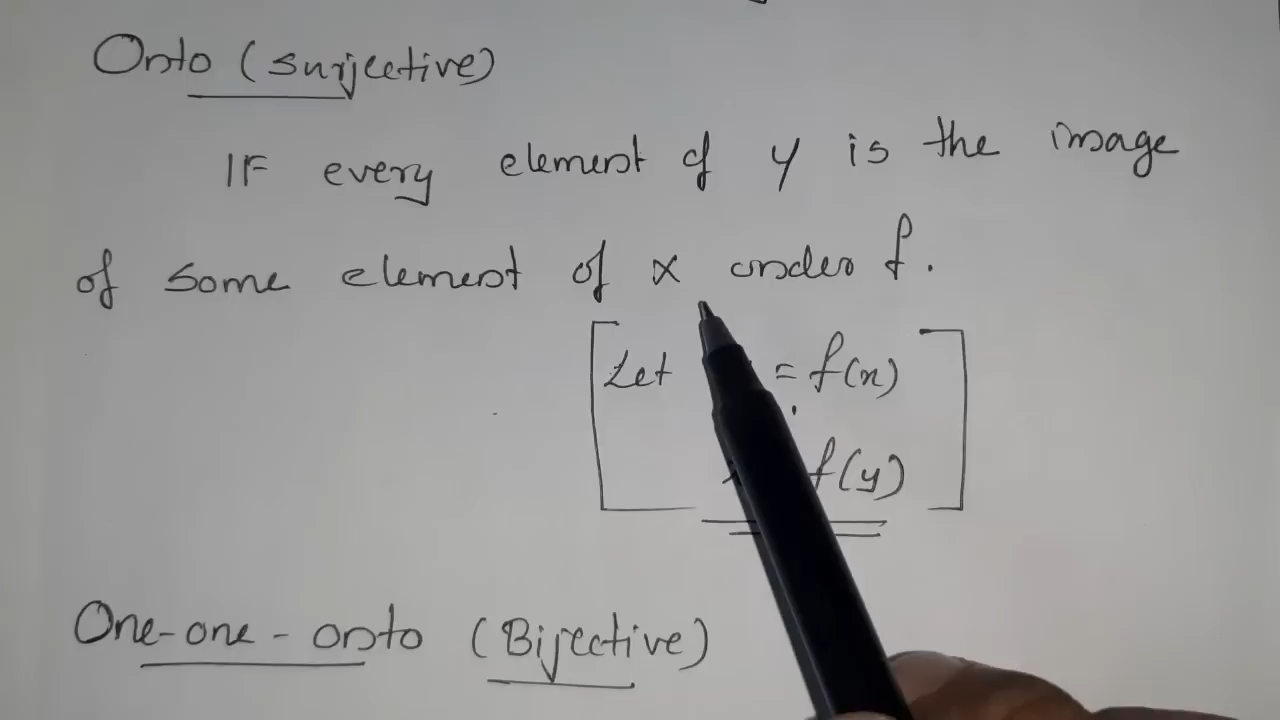 Onto (surjective)
IF every element of y is the image
of some element of x under f.
Let = f(x)
f(y)
One-one-onto (Bijective)